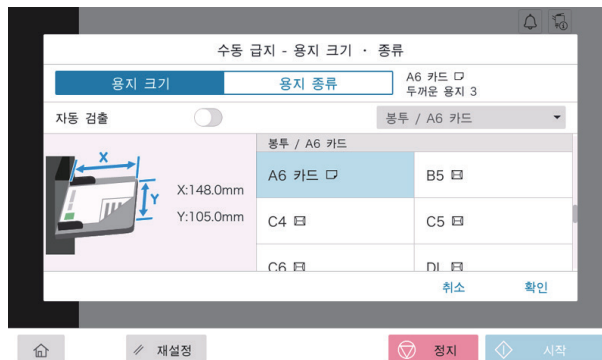 수동 급지 - 용지 크기 · 종류
용지 크기
용지 종류
A6 카드
두꺼운 용지 3
자동 검출
봉투 / A6 카드
봉투 / A6 카드
X
Y
X:148.0mm
Y:105.0mm
A6 카드
B5
C4
C5
C6
DL
취소
확인
재설정
정지
시작